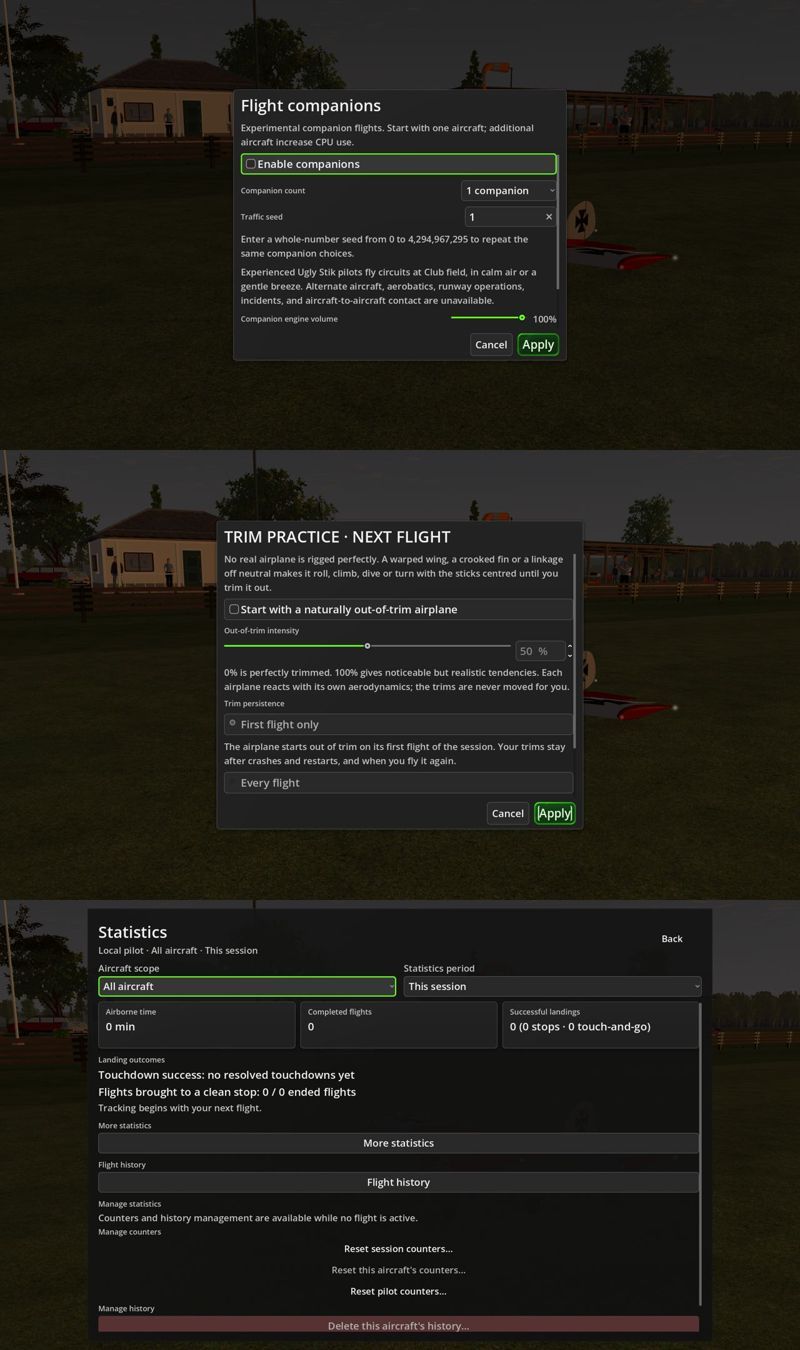 Flight companions
Experimental companion flights. Start with one aircraft; additional
aircraft increase CPU use.
Enable companions
Companion count
1 companion
Traffic seed
1
Enter a whole-number seed from 0 to 4,294,967,295 to repeat the
same companion choices.
Experienced Ugly Stik pilots fly circuits at Club field, in calm air or a
gentle breeze. Alternate aircraft, aerobatics, runway operations,
incidents, and aircraft-to-aircraft contact are unavailable.
Companion engine volume
100%
Cancel
Apply
TRIM PRACTICE · NEXT FLIGHT
No real airplane is rigged perfectly. A warped wing, a crooked fin or a linkage
off neutral makes it roll, climb, dive or turn with the sticks centred until you
trim it out.
Start with a naturally out-of-trim airplane
Out-of-trim intensity
50 %
0% is perfectly trimmed. 100% gives noticeable but realistic tendencies. Each
airplane reacts with its own aerodynamics; the trims are never moved for you.
Trim persistence
First flight only
The airplane starts out of trim on its first flight of the session. Your trims stay
after crashes and restarts, and when you fly it again.
Every flight
Cancel
Apply
Statistics
Local pilot · All aircraft · This session
Back
Aircraft scope
Statistics period
All aircraft
This session
Airborne time
0 min
Completed flights
0
Successful landings
0 (0 stops · 0 touch-and-go)
Landing outcomes
Touchdown success: no resolved touchdowns yet
Flights brought to a clean stop: 0 / 0 ended flights
Tracking begins with your next flight.
More statistics
More statistics
Flight history
Flight history
Manage statistics
Counters and history management are available while no flight is active.
Manage counters
Reset session counters...
Reset this aircraft's counters...
Reset pilot counters...
Manage history
Delete this aircraft's history...